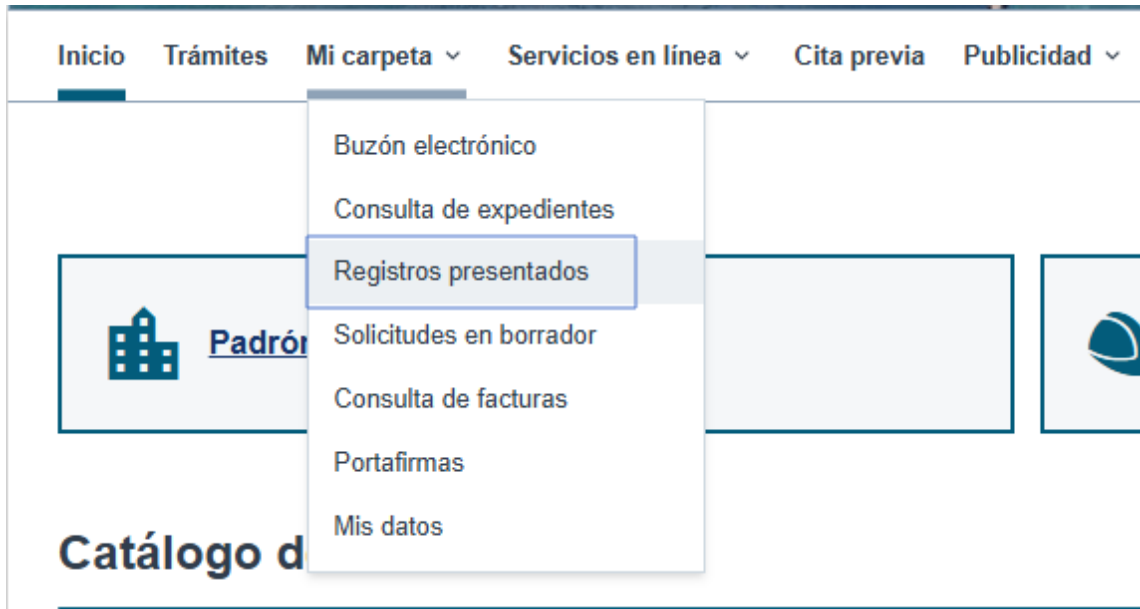 Inicio Trámites Mi carpeta Servicios en línea Cita previa Publicidad
Buzón electrónico
Consulta de expedientes
Registros presentados
Solicitudes en borrador
Consulta de facturas
Portafirmas
Mis datos
Padrón
Catálogo d